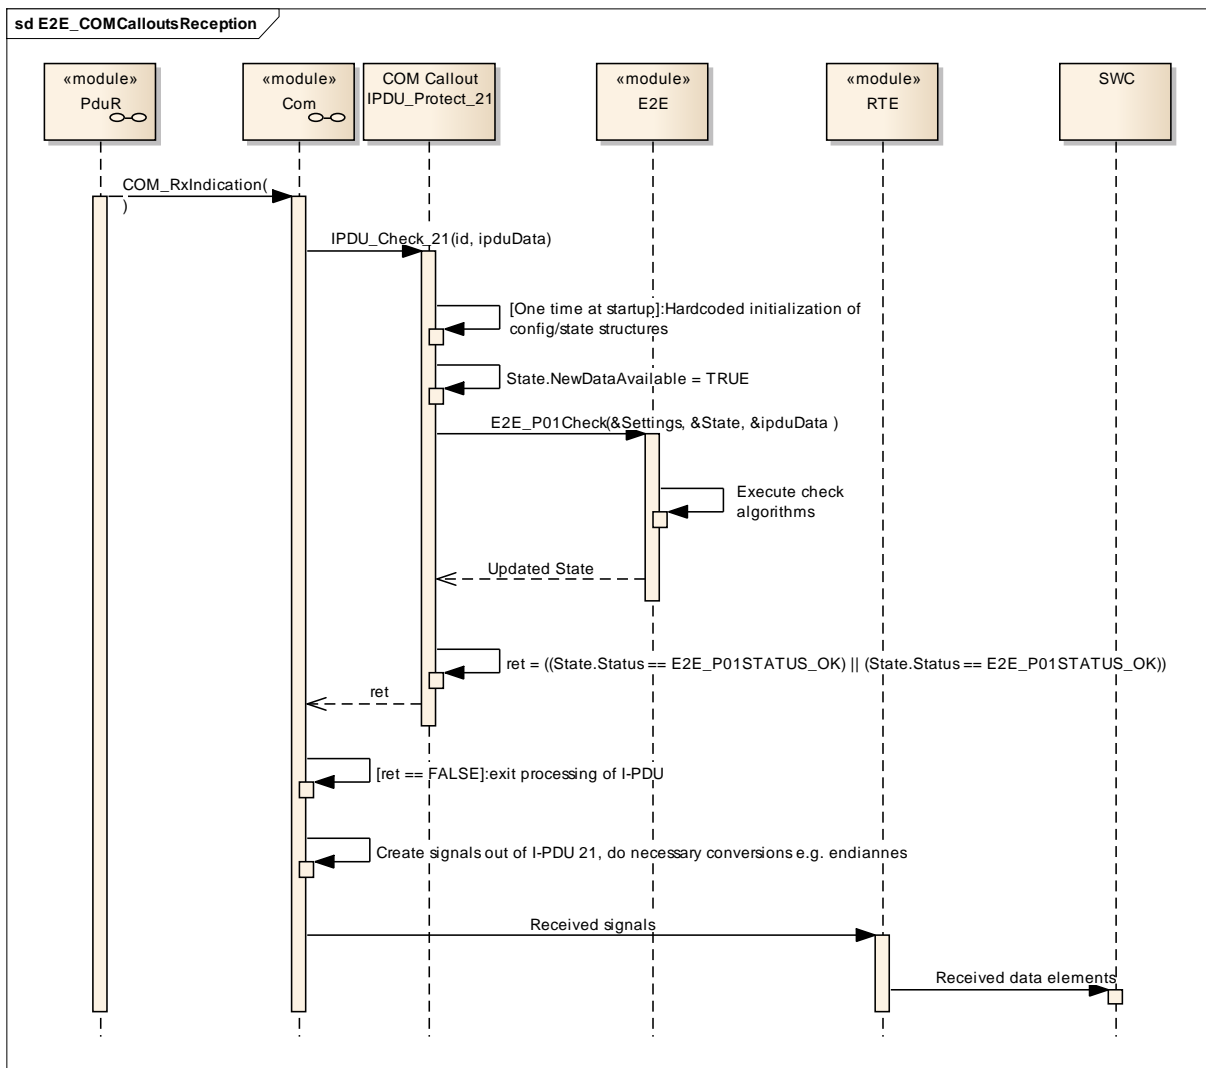 sd E2E_COMCalloutsReception
«module»
PduR
«module»
Com
COM Callout
IPDU_Protect_21
«module»
E2E
«module»
RTE
SWC
COM_RxIndication(
)
IPDU_Check_21(id, ipduData)
[One time at startup]:Hardcoded initialization of
config/state structures
State.NewDataAvailable = TRUE
E2E_P01Check(&Settings, &State, &ipduData )
Execute check
algorithms
Updated State
ret = ((State.Status == E2E_P01STATUS_OK) || (State.Status == E2E_P01STATUS_OK))
ret
[ret == FALSE]:exit processing of I-PDU
Create signals out of I-PDU 21, do necessary conversions e.g. endiannes
Received signals
Received data elements